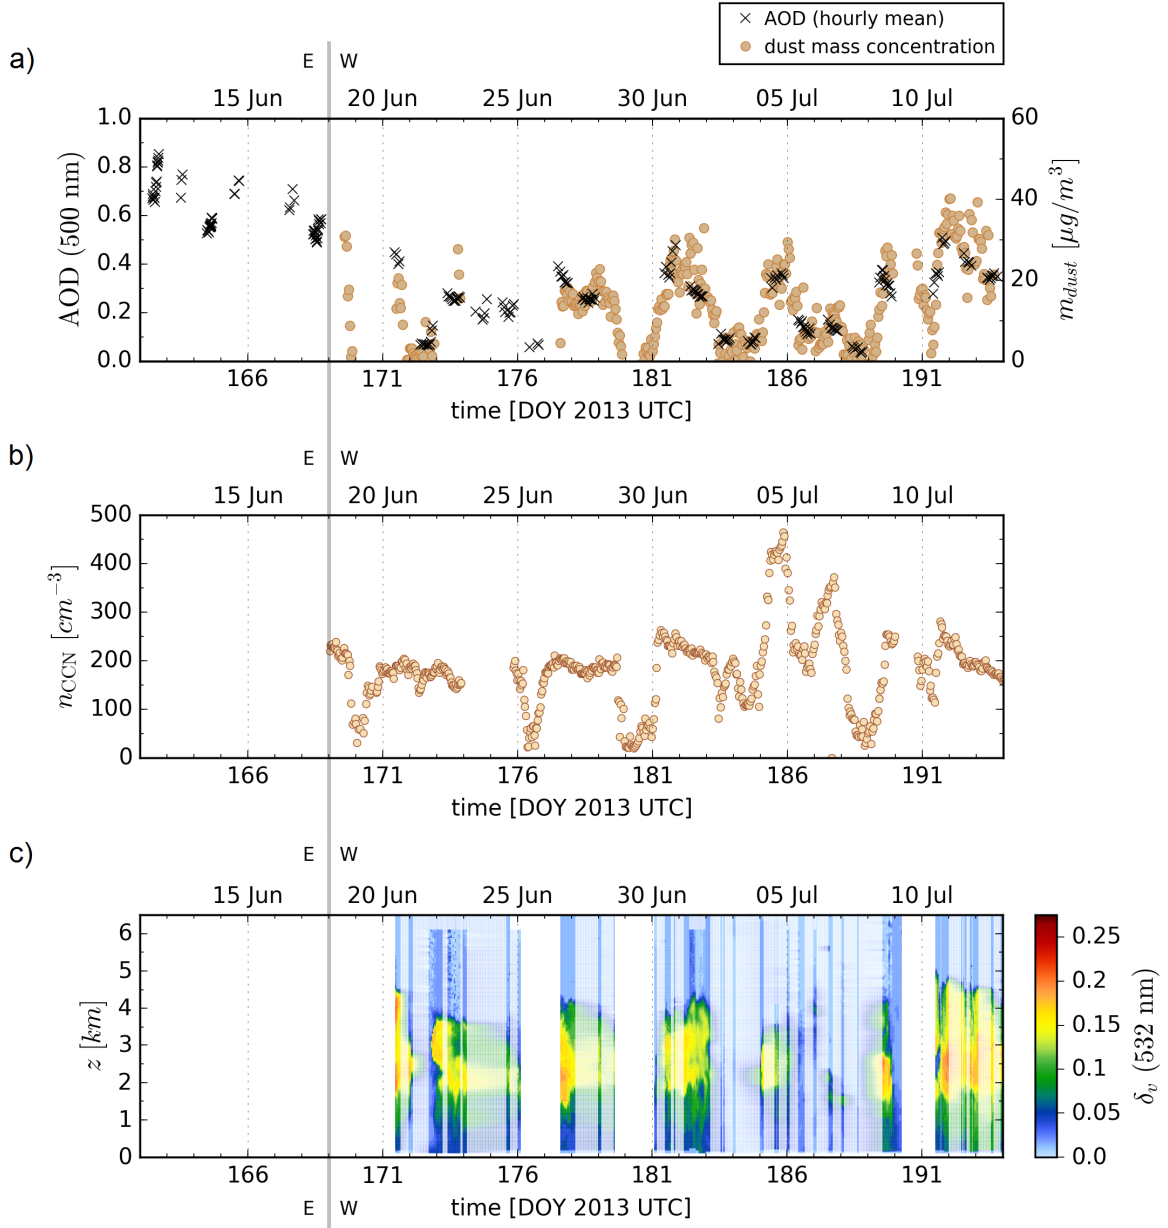 AOD (hourly mean)
dust mass concentration
a)
E W
15 Jun 20 Jun 25 Jun 30 Jun 05 Jul 10 Jul
1.0 60
0.8
0.6 40
0.4
20
0.2
0.0 0
AOD (500 nm)
m_{dust} [μg/m^3]
166 171 176 181 186 191
time [DOY 2013 UTC]
b)
E W
15 Jun 20 Jun 25 Jun 30 Jun 05 Jul 10 Jul
500
400
300
200
100
0
n_{CCN} [cm^{-3}]
166 171 176 181 186 191
time [DOY 2013 UTC]
c)
E W
15 Jun 20 Jun 25 Jun 30 Jun 05 Jul 10 Jul
6
5
4
3
2
1
0
z [km]
0.25
0.20
0.15
0.10
0.05
0.0
δ_v (532 nm)
166 171 176 181 186 191
time [DOY 2013 UTC]
E W